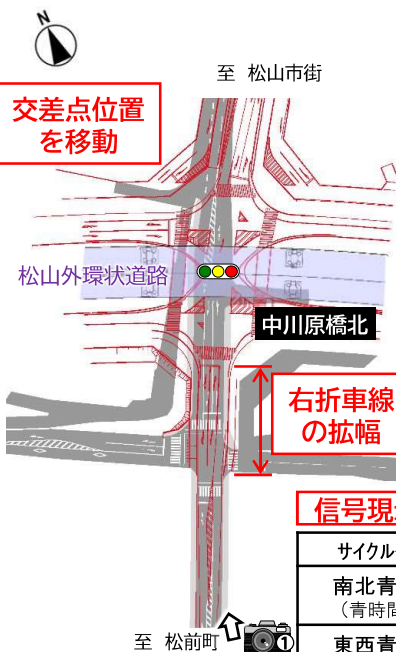 N
至 松山市街
交差点位置
を移動
松山外環状道路
中川原橋北
右折車線
の拡幅
信号現
サイクル
南北青
（青時間
東西青
至 松前町
①